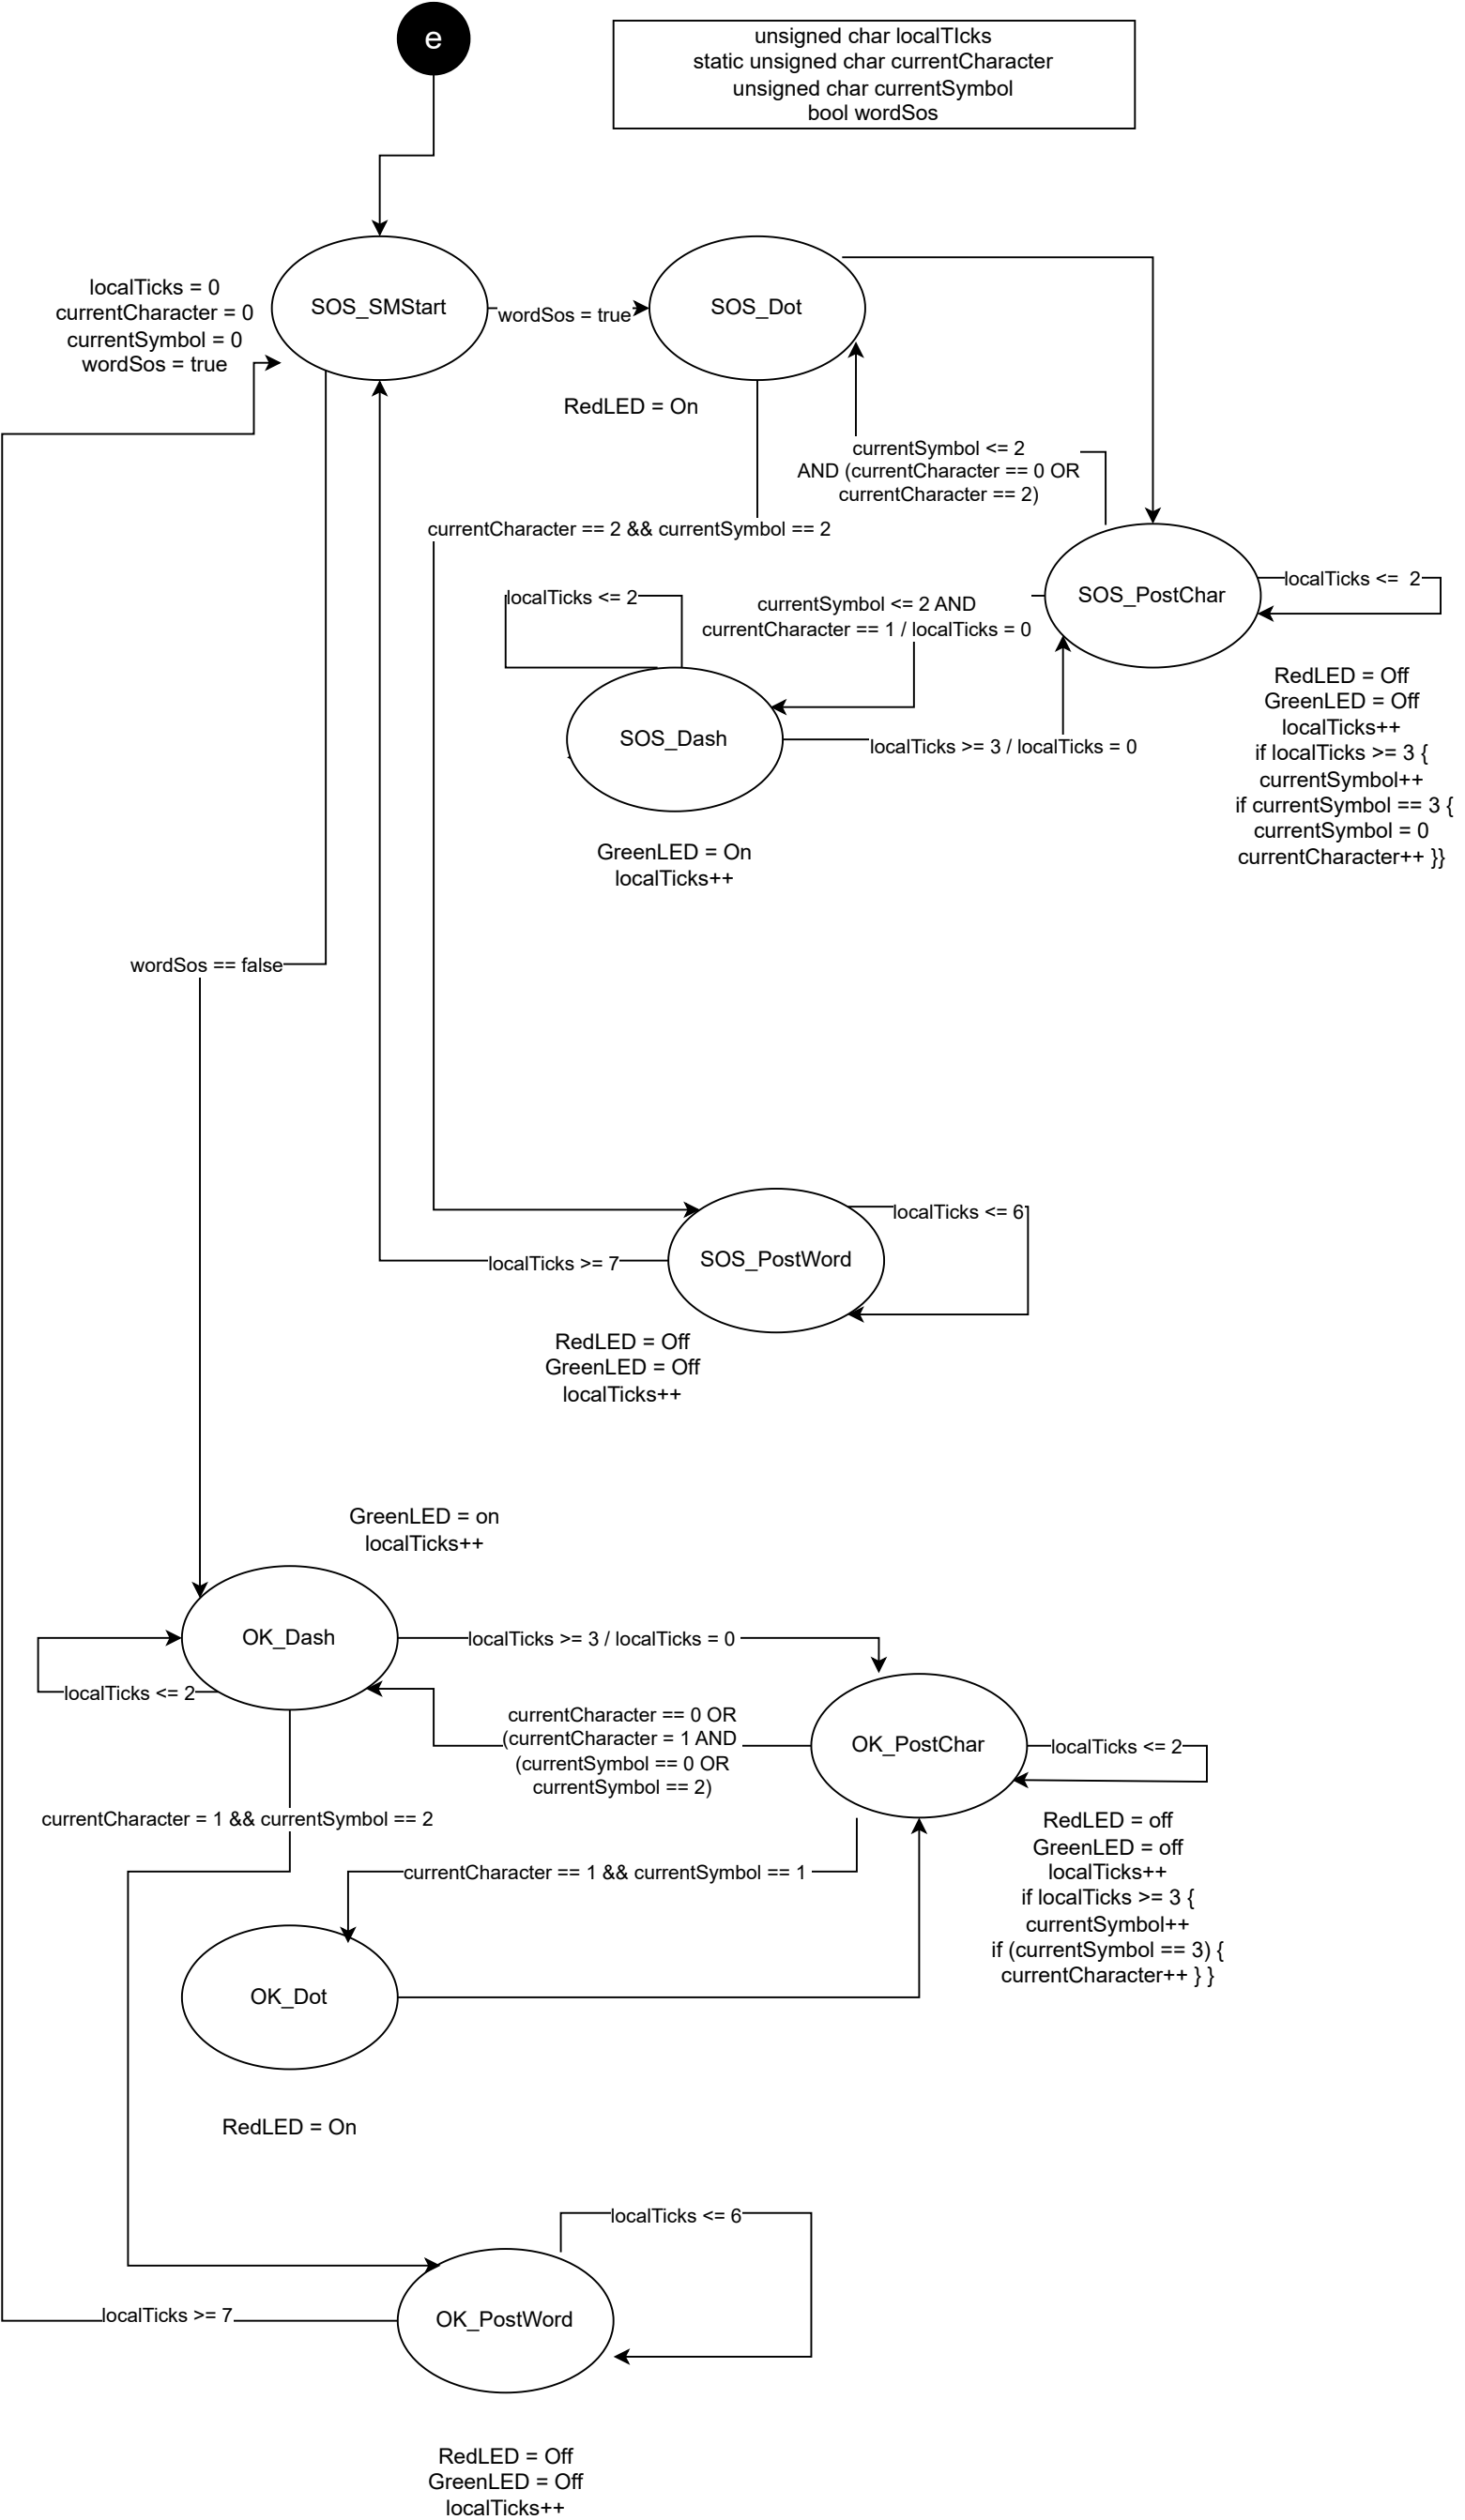 e
unsigned char localTIcks
static unsigned char currentCharacter
unsigned char currentSymbol
bool wordSos
localTicks = 0
currentCharacter = 0
currentSymbol = 0
wordSos = true
SOS_SMStart
wordSos = true
SOS_Dot
RedLED = On
currentSymbol <= 2
AND (currentCharacter == 0 OR
currentCharacter == 2)
currentCharacter == 2 && currentSymbol == 2
localTicks <= 2
currentSymbol <= 2 AND
currentCharacter == 1 / localTicks = 0
SOS_PostChar
localTicks <=  2
RedLED = Off
GreenLED = Off
localTicks++
if localTicks >= 3 {
currentSymbol++
if currentSymbol == 3 {
currentSymbol = 0
currentCharacter++ }}
SOS_Dash
localTicks >= 3 / localTicks = 0
GreenLED = On
localTicks++
wordSos == false
localTicks <= 6
SOS_PostWord
localTicks >= 7
RedLED = Off
GreenLED = Off
localTicks++
GreenLED = on
localTicks++
OK_Dash
localTicks >= 3 / localTicks = 0
localTicks <= 2
currentCharacter == 0 OR
(currentCharacter = 1 AND
(currentSymbol == 0 OR
currentSymbol == 2)
OK_PostChar
localTicks <= 2
RedLED = off
GreenLED = off
localTicks++
if localTicks >= 3 {
currentSymbol++
if (currentSymbol == 3) {
currentCharacter++ } }
currentCharacter = 1 && currentSymbol == 2
currentCharacter == 1 && currentSymbol == 1
OK_Dot
RedLED = On
localTicks <= 6
OK_PostWord
localTicks >= 7
RedLED = Off
GreenLED = Off
localTicks++